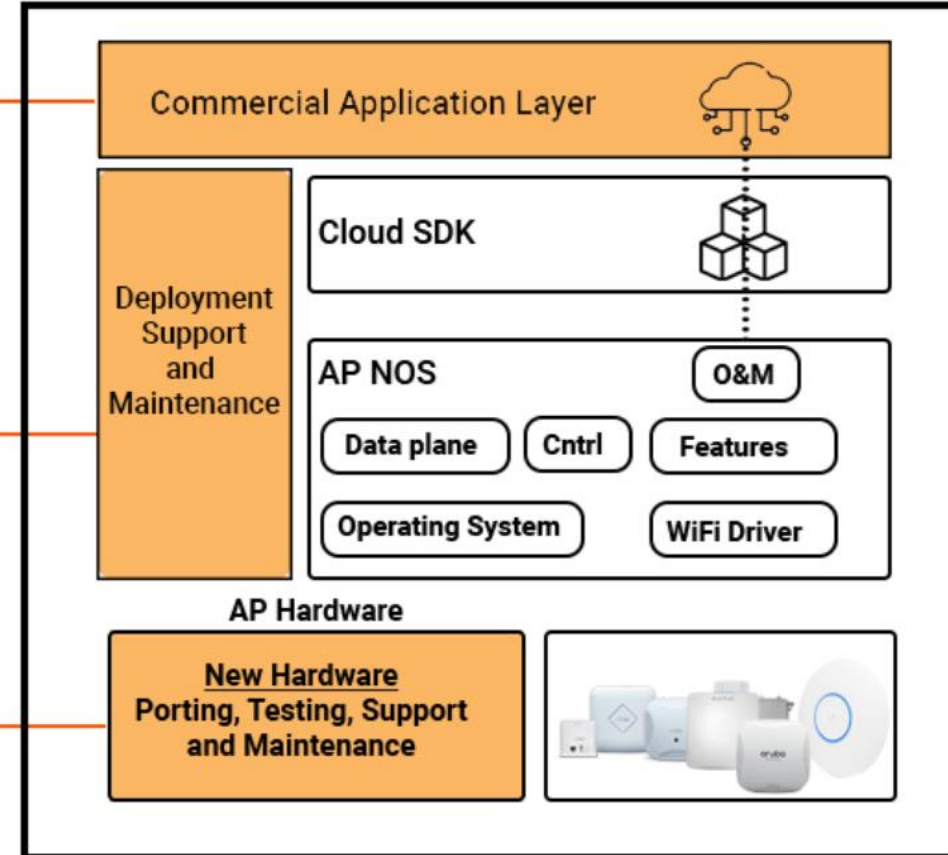 Commercial Application Layer
Deployment
Support
and
Maintenance
Cloud SDK
AP NOS
O&M
Data plane
Cntrl
Features
Operating System
WiFi Driver
AP Hardware
New Hardware
Porting, Testing, Support
and Maintenance
aruba